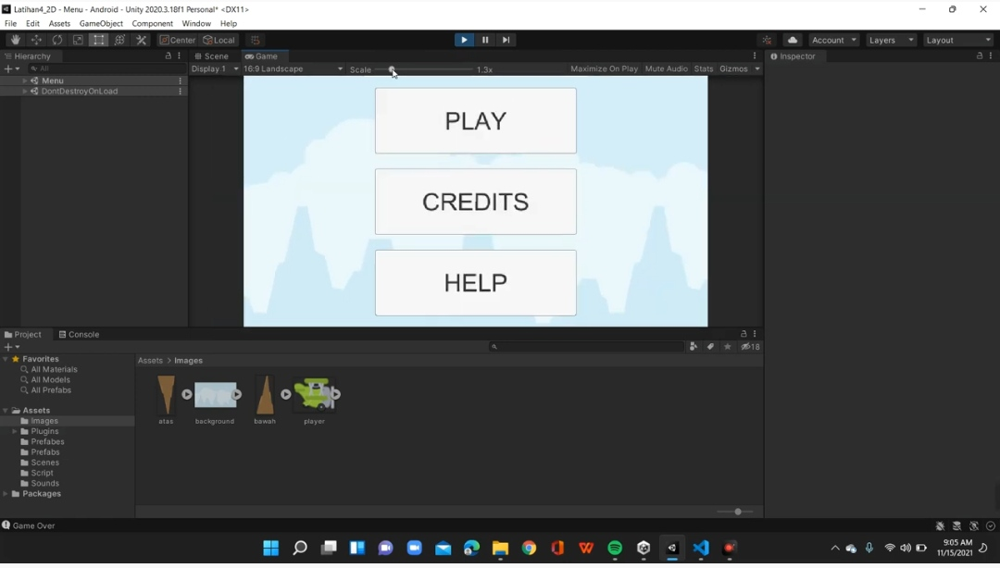 Latihan4_2D - Menu - Android - Unity 2020.3.18f1 Personal* <DX11>
File Edit Assets GameObject Component Window Help
Center Local Account Layers Layout
Hierarchy Scene Game Inspector
All Display 1 16:9 Landscape Scale 1.3x Maximize On Play Mute Audio Stats Gizmos
Menu
DontDestroyOnLoad
PLAY
CREDITS
HELP
Project Console
18
Favorites
All Materials
All Models
All Prefabs
Assets > Images
atas background bawah player
Assets
Images
Plugins
Prefabes
Prefabs
Scenes
Script
Sounds
Packages
Game Over
9:05 AM
11/15/2021